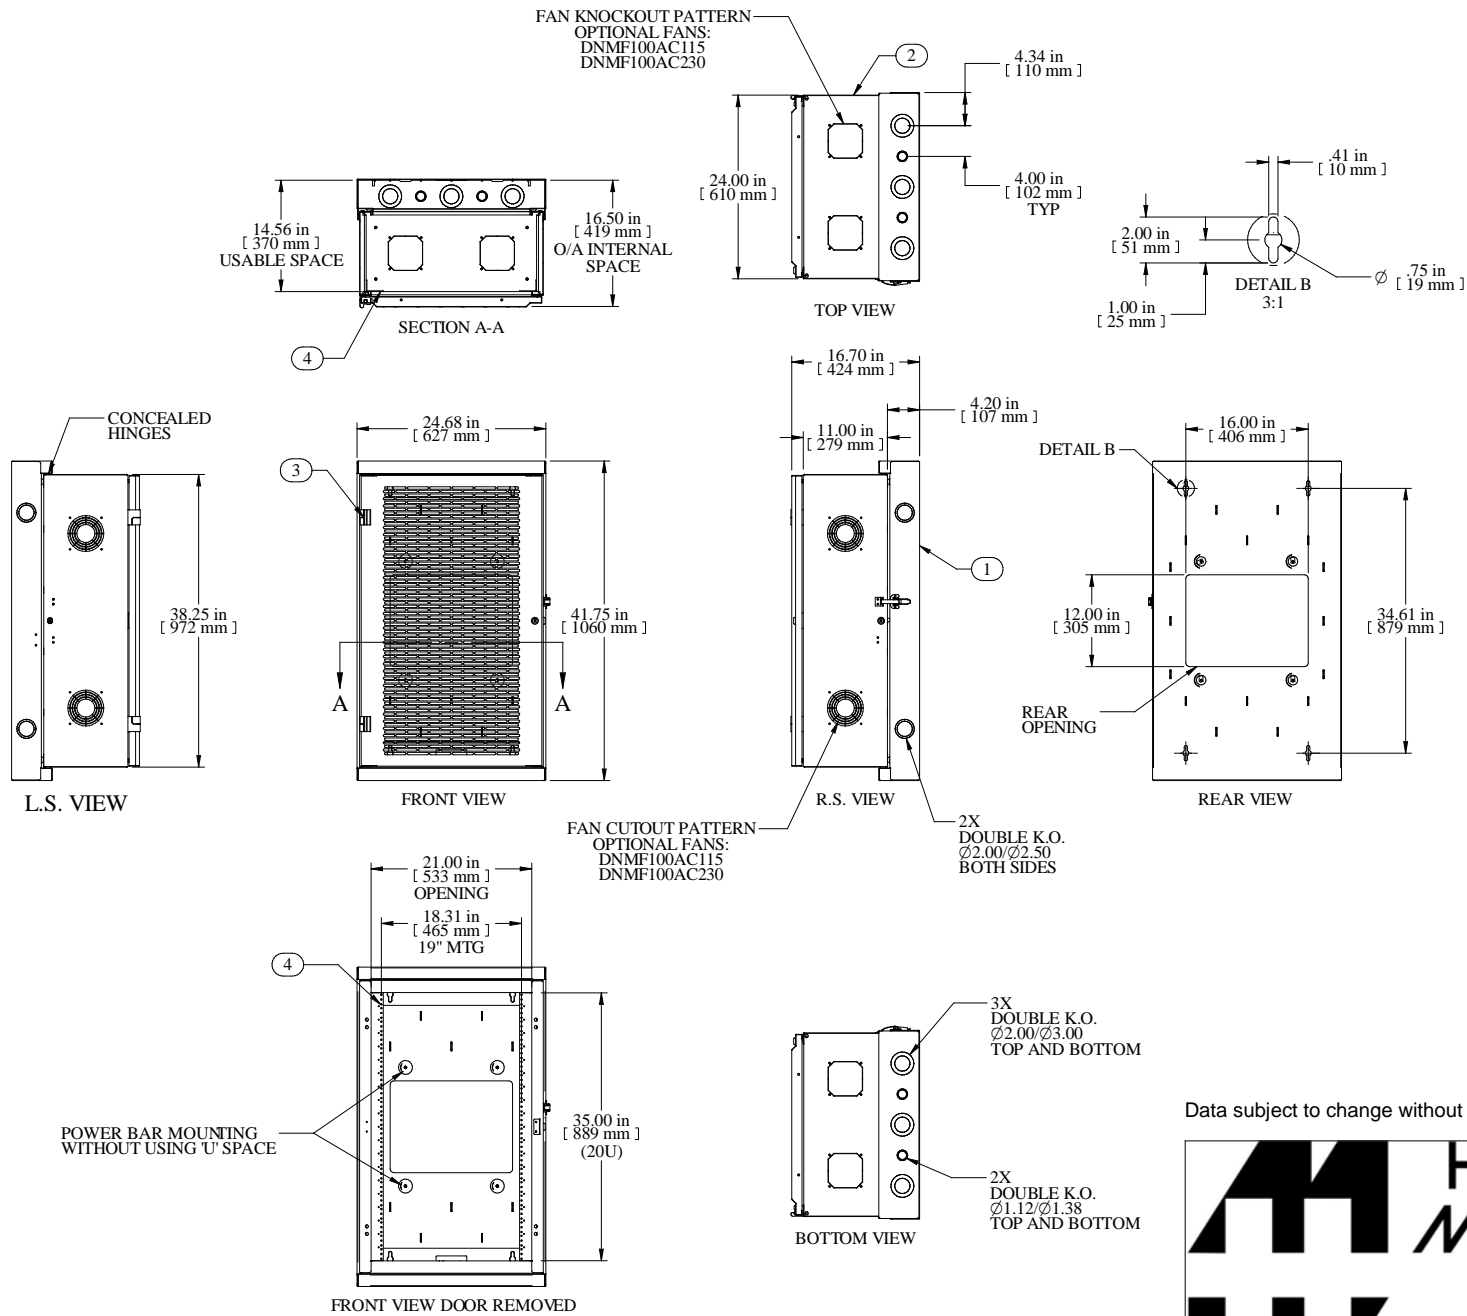 FAN KNOCKOUT PATTERN
OPTIONAL FANS:
DNMF100AC115
DNMF100AC230
2
4.34 in
[ 110 mm ]
24.00 in
[ 610 mm ]
4.00 in
[ 102 mm ]
TYP
TOP VIEW
.41 in
[ 10 mm ]
2.00 in
[ 51 mm ]
1.00 in
[ 25 mm ]
DETAIL B
3:1
Ø .75 in
[ 19 mm ]
14.56 in
[ 370 mm ]
USABLE SPACE
16.50 in
[ 419 mm ]
O/A INTERNAL
SPACE
SECTION A-A
4
CONCEALED
HINGES
38.25 in
[ 972 mm ]
L.S. VIEW
24.68 in
[ 627 mm ]
3
41.75 in
[ 1060 mm ]
A
A
FRONT VIEW
16.70 in
[ 424 mm ]
4.20 in
[ 107 mm ]
11.00 in
[ 279 mm ]
1
R.S. VIEW
FAN CUTOUT PATTERN
OPTIONAL FANS:
DNMF100AC115
DNMF100AC230
2X
DOUBLE K.O.
Ø2.00/Ø2.50
BOTH SIDES
16.00 in
[ 406 mm ]
DETAIL B
12.00 in
[ 305 mm ]
34.61 in
[ 879 mm ]
REAR
OPENING
REAR VIEW
21.00 in
[ 533 mm ]
OPENING
18.31 in
[ 465 mm ]
19" MTG
4
35.00 in
[ 889 mm ]
(20U)
POWER BAR MOUNTING
WITHOUT USING 'U' SPACE
FRONT VIEW DOOR REMOVED
3X
DOUBLE K.O.
Ø2.00/Ø3.00
TOP AND BOTTOM
2X
DOUBLE K.O.
Ø1.12/Ø1.38
TOP AND BOTTOM
BOTTOM VIEW
Data subject to change without